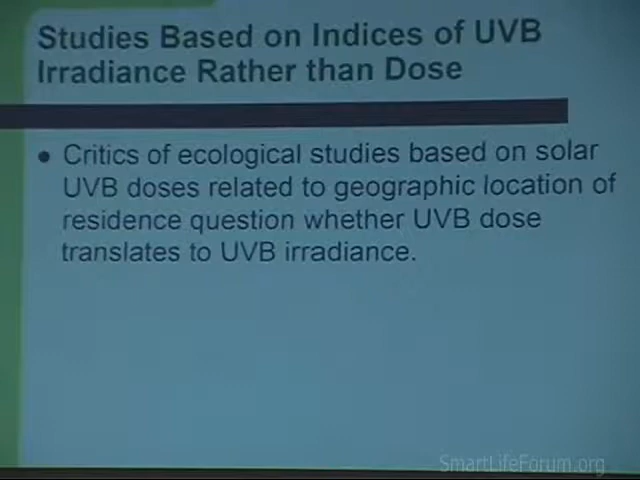 Studies Based on Indices of UVB
Irradiance Rather than Dose
• Critics of ecological studies based on solar
UVB doses related to geographic location of
residence question whether UVB dose
translates to UVB irradiance.
SmartLifeForum.org